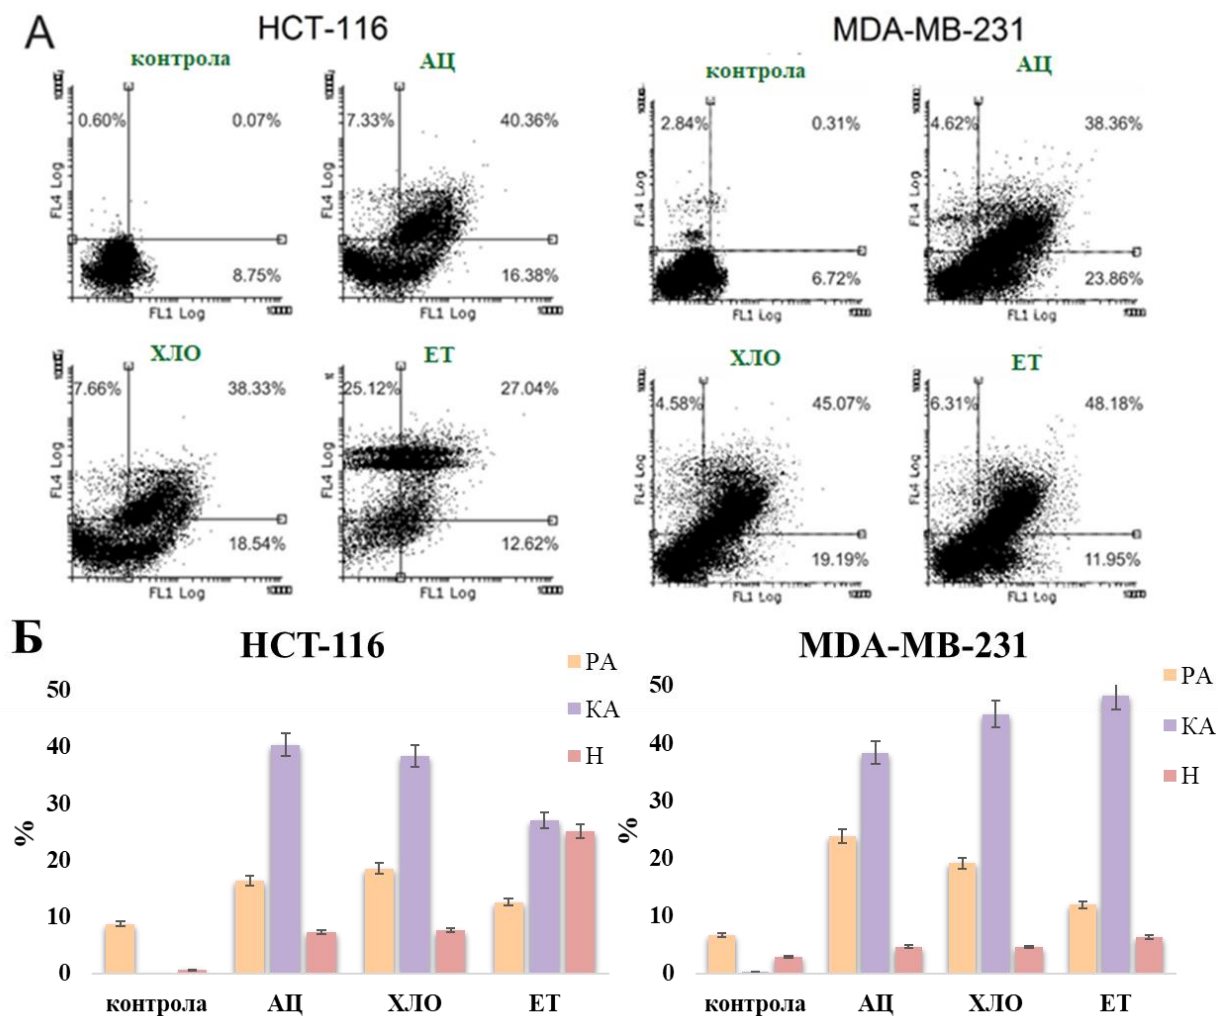 А
HCT-116
MDA-MB-231
контрола
АЦ
контрола
АЦ
0.60%
0.07%
7.33%
40.36%
2.84%
0.31%
4.62%
38.36%
FL4 Log
FL4 Log
FL4 Log
FL4 Log
8.75%
16.38%
6.72%
23.86%
FL1 Log
10000
FL1 Log
10000
FL1 Log
FL1 Log
ХЛО
ЕТ
ХЛО
ЕТ
7.66%
38.33%
25.12%
27.04%
4.58%
45.07%
6.31%
48.18%
FL4 Log
FL4 Log
FL4 Log
FL4 Log
18.54%
12.62%
19.19%
11.95%
FL1 Log
10000
FL1 Log
10000
FL1 Log
FL1 Log
Б
HCT-116
MDA-MB-231
РА
КА
Н
РА
КА
Н
50
40
30
20
10
0
%
контрола
АЦ
ХЛО
ЕТ
50
40
30
20
10
0
%
контрола
АЦ
ХЛО
ЕТ